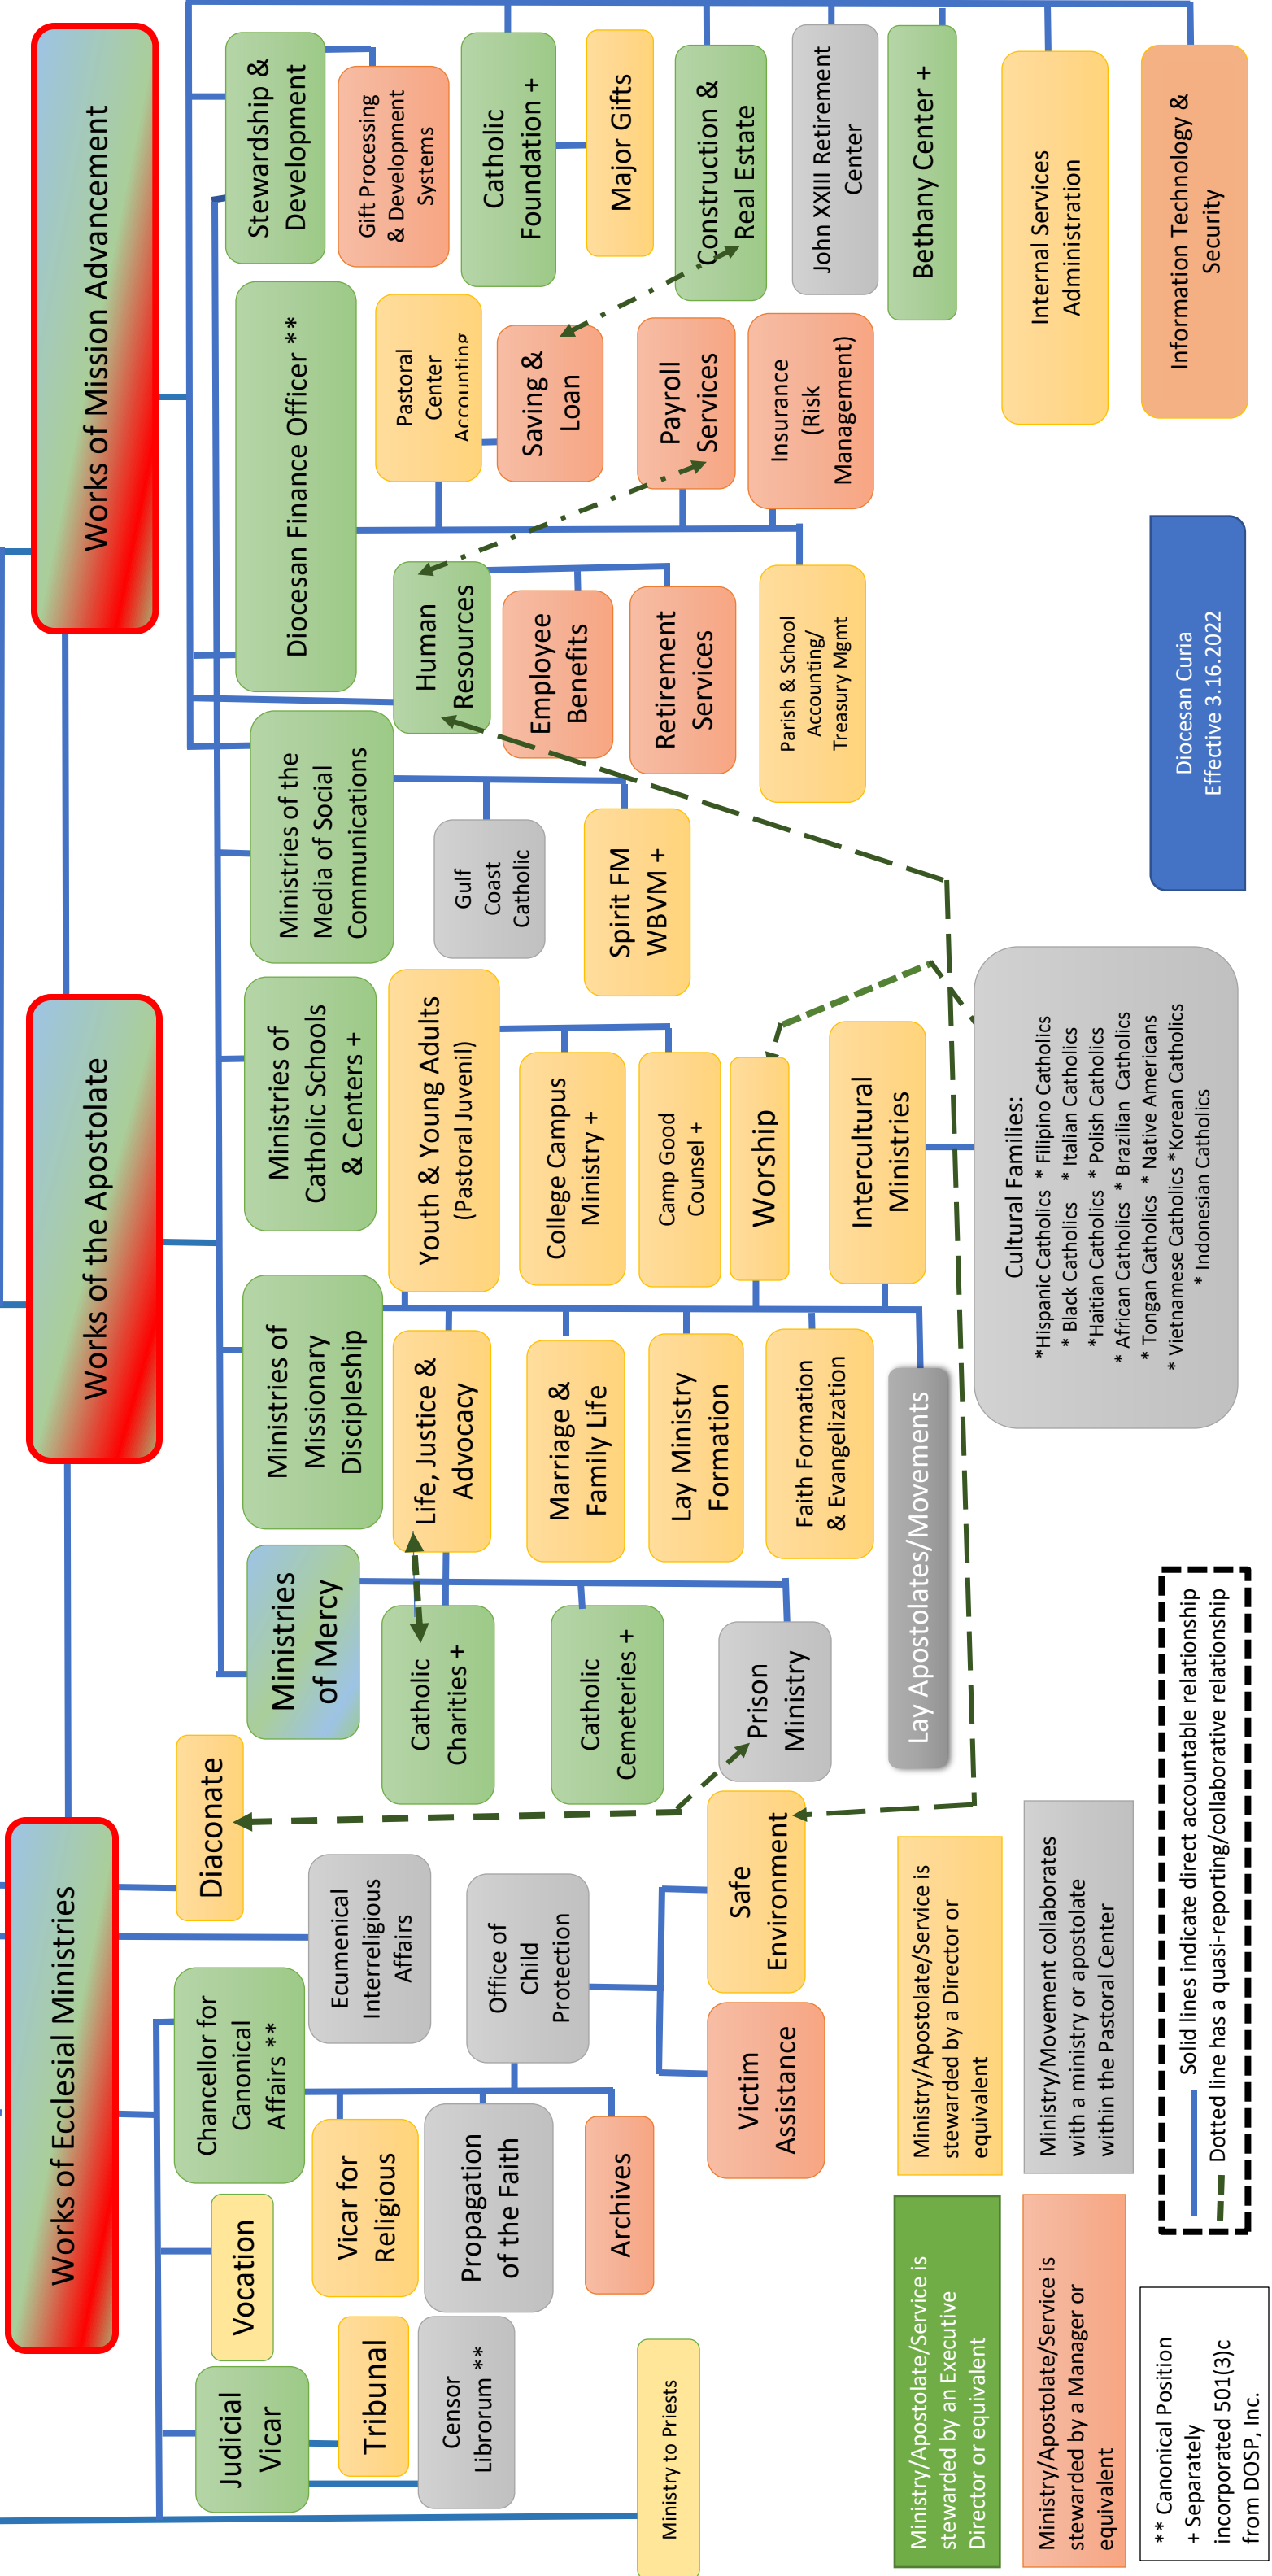 Works of Ecclesial Ministries
Works of the Apostolate
Works of Mission Advancement
Judicial
Vicar
Tribunal
Censor
Librorum **
Ministry to Priests
Vocation
Chancellor for
Canonical
Affairs **
Vicar for
Religious
Propagation
of the Faith
Archives
Ecumenical
Interreligious
Affairs
Office of
Child
Protection
Victim
Assistance
Safe
Environment
Diaconate
Ministries
of Mercy
Catholic
Charities +
Catholic
Cemeteries +
Prison
Ministry
Ministries of
Missionary
Discipleship
Life, Justice &
Advocacy
Marriage &
Family Life
Lay Ministry
Formation
Faith Formation
& Evangelization
Lay Apostolates/Movements
Youth & Young Adults
(Pastoral Juvenil)
College Campus
Ministry +
Camp Good
Counsel +
Worship
Intercultural
Ministries
Cultural Families:
*Hispanic Catholics * Filipino Catholics
* Black Catholics * Italian Catholics
*Haitian Catholics * Polish Catholics
* African Catholics * Brazilian Catholics
* Tongan Catholics * Native Americans
* Vietnamese Catholics *Korean Catholics
* Indonesian Catholics
Ministries of
Catholic Schools
& Centers +
Ministries of the
Media of Social
Communications
Gulf
Coast
Catholic
Spirit FM
WBVM +
Human
Resources
Employee
Benefits
Retirement
Services
Parish & School
Accounting/
Treasury Mgmt
Diocesan Finance Officer **
Pastoral
Center
Accounting
Saving &
Loan
Payroll
Services
Insurance
(Risk
Management)
Stewardship &
Development
Gift Processing
& Development
Systems
Catholic
Foundation +
Major Gifts
Construction &
Real Estate
John XXIII Retirement
Center
Bethany Center +
Internal Services
Administration
Information Technology &
Security
Ministry/Apostolate/Service is
stewarded by an Executive
Director or equivalent
Ministry/Apostolate/Service is
stewarded by a Director or
equivalent
Ministry/Apostolate/Service is
stewarded by a Manager or
equivalent
Ministry/Movement collaborates
with a ministry or apostolate
within the Pastoral Center
** Canonical Position
+ Separately
incorporated 501(3)c
from DOSP, Inc.
Solid lines indicate direct accountable relationship
Dotted line has a quasi-reporting/collaborative relationship
Diocesan Curia
Effective 3.16.2022